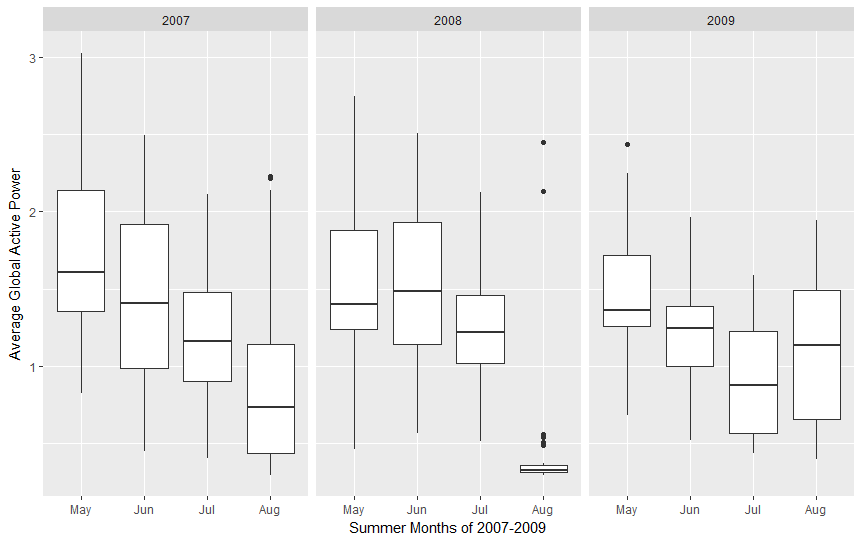 2007 2008 2009
3
2
1
Average Global Active Power
May Jun Jul Aug May Jun Jul Aug May Jun Jul Aug
Summer Months of 2007-2009